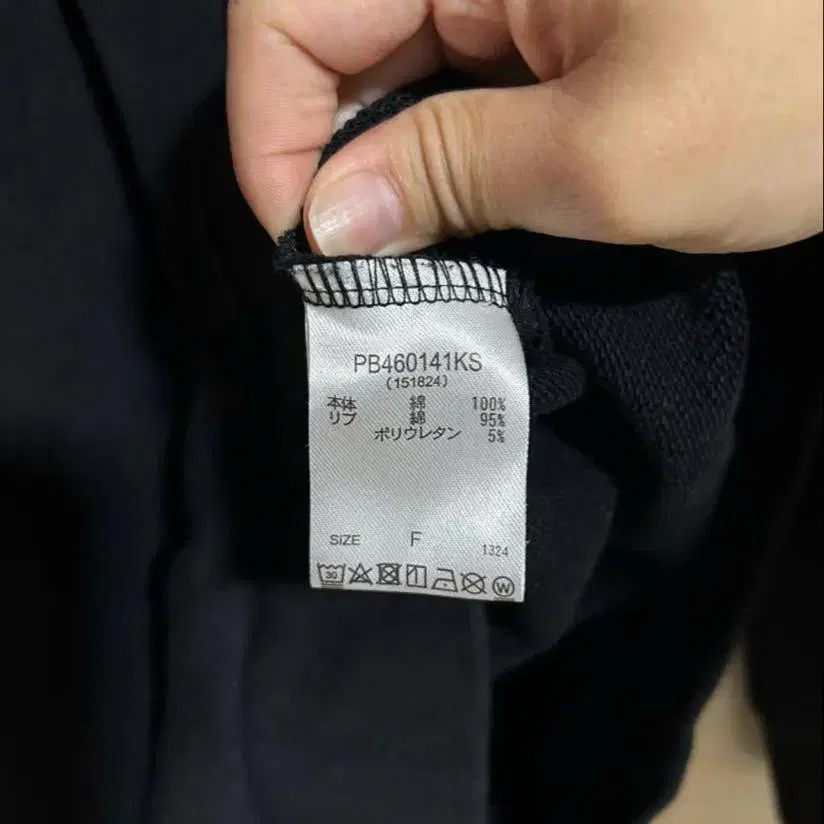 PB460141KS
(151824)
本体 綿 100%
リブ 綿 95%
ポリウレタン 5%
SIZE F 1324
30 W